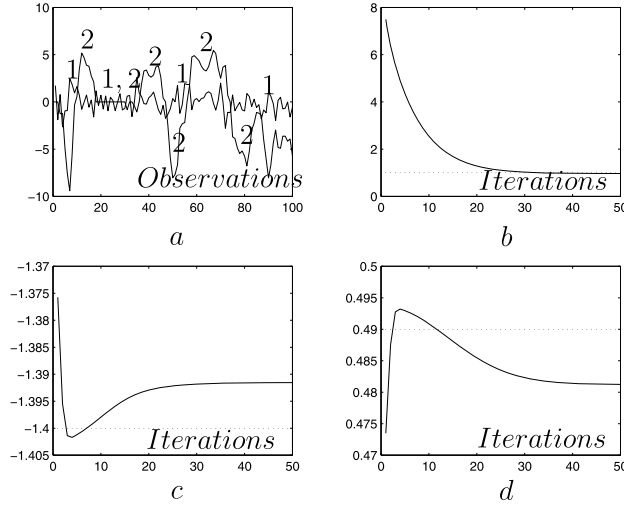 10
5
0
−5
−10
0 20 40 60 80 100
1 2 1, 2 2 2 1 2 2 1
Observations
a
8
6
4
2
0
0 10 20 30 40 50
Iterations
b
−1.37
−1.375
−1.38
−1.385
−1.39
−1.395
−1.4
−1.405
0 10 20 30 40 50
Iterations
c
0.5
0.495
0.49
0.485
0.48
0.475
0.47
0 10 20 30 40 50
Iterations
d